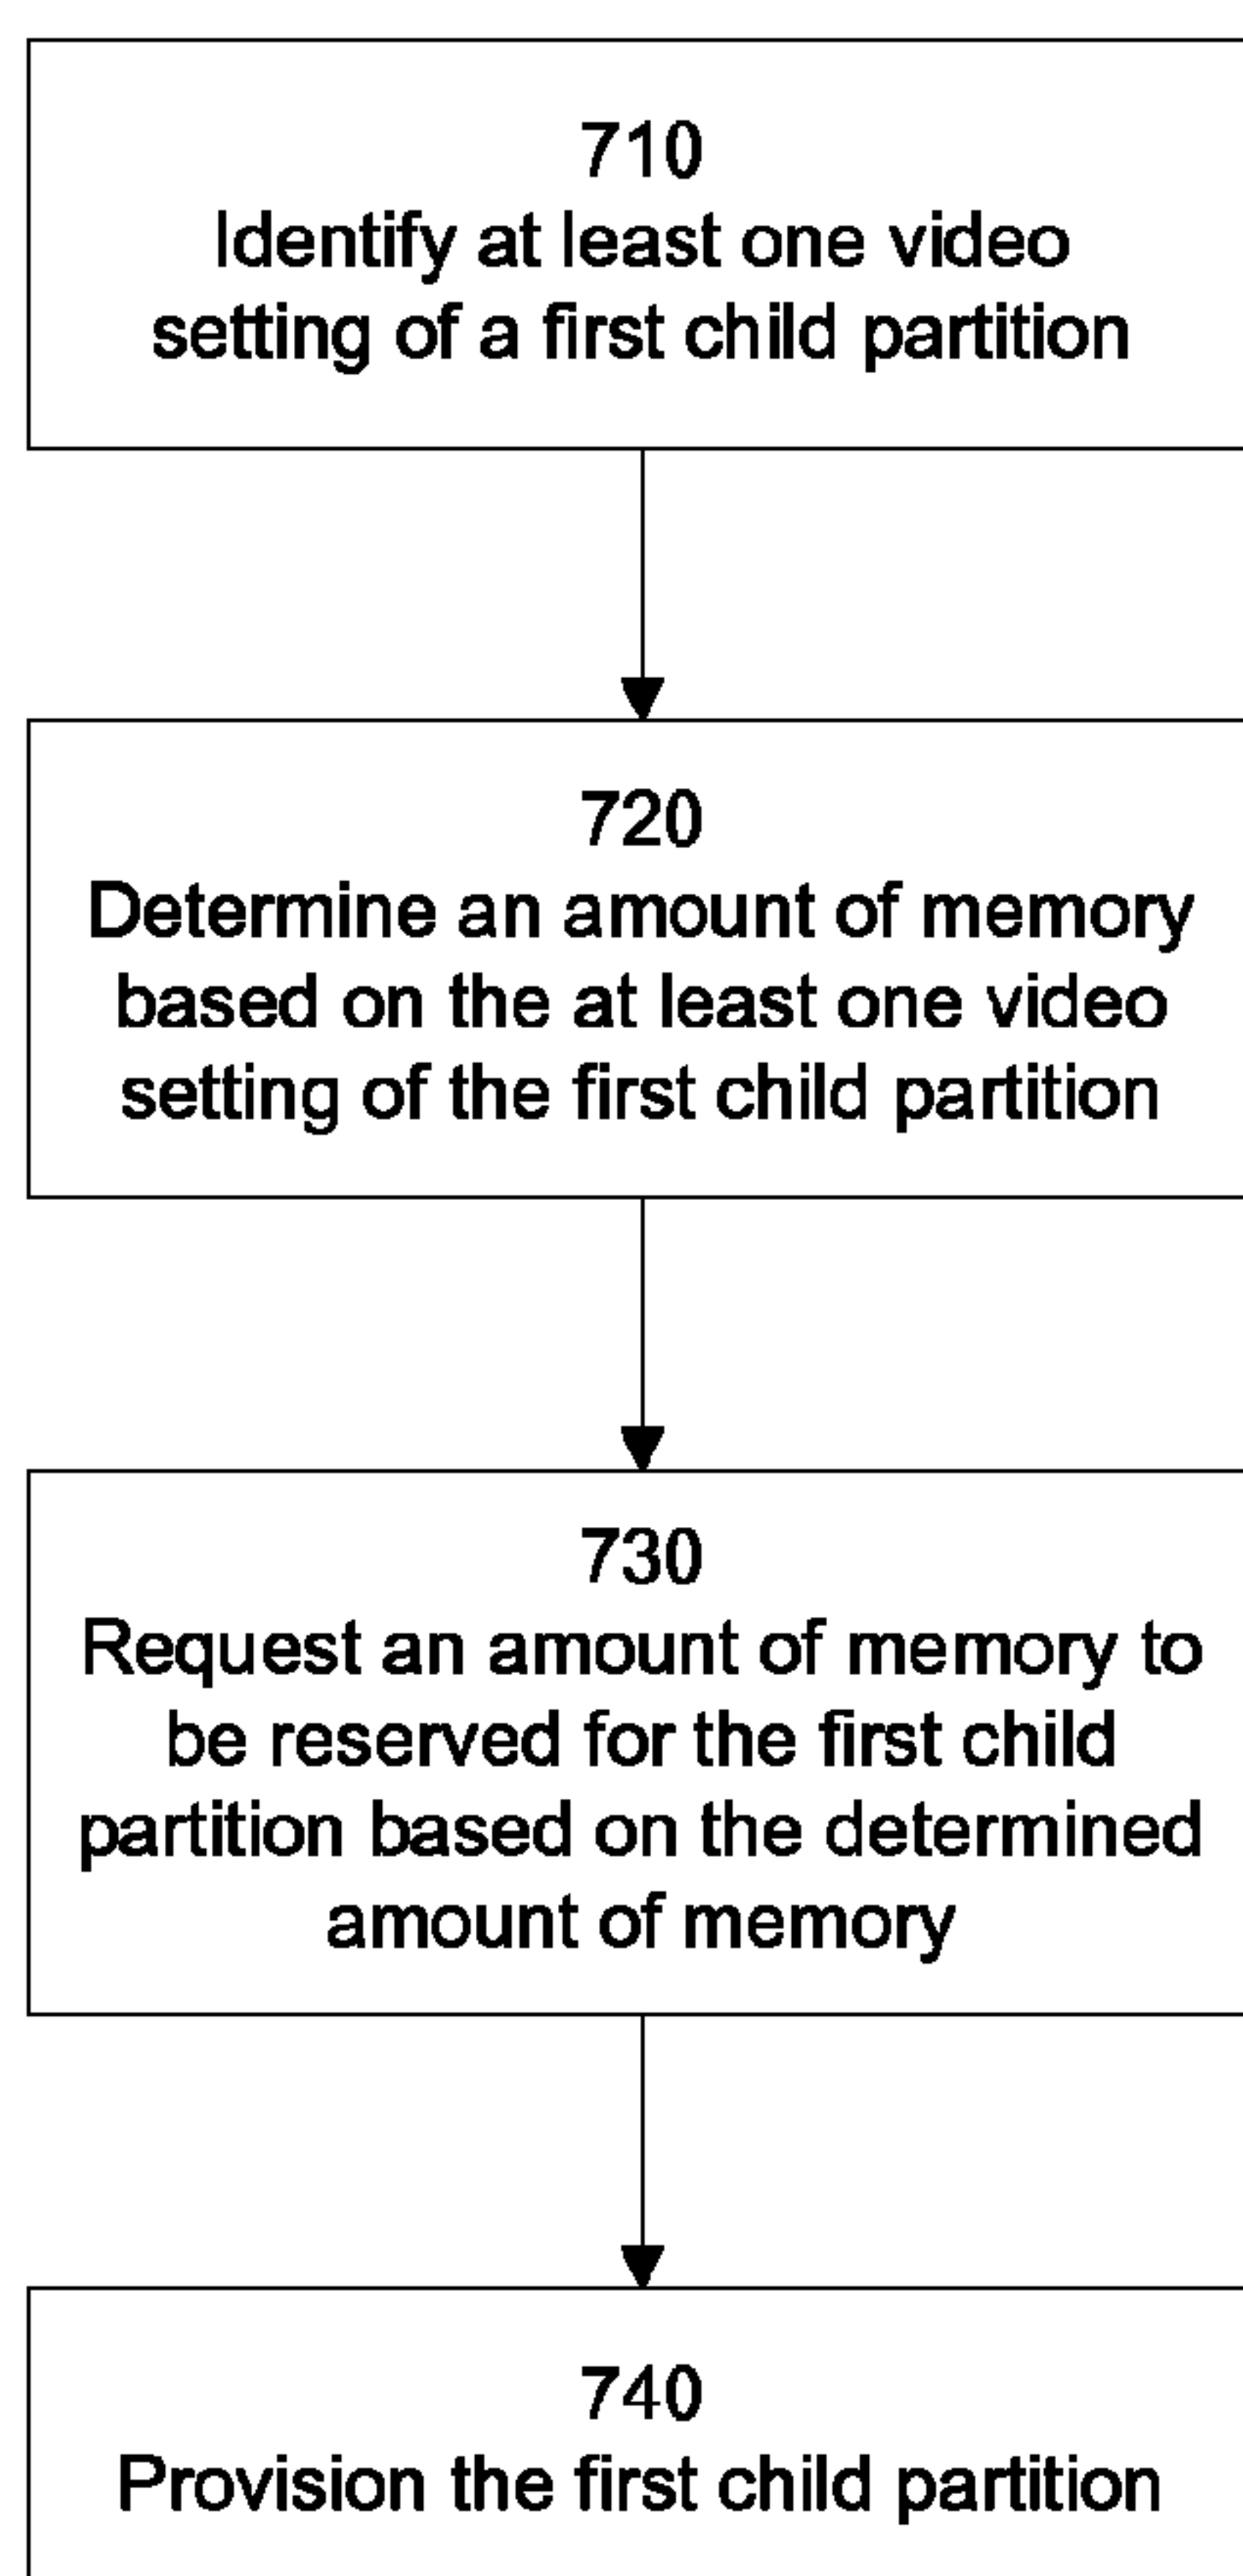 710
Identify at least one video
setting of a first child partition
720
Determine an amount of memory
based on the at least one video
setting of the first child partition
730
Request an amount of memory to
be reserved for the first child
partition based on the determined
amount of memory
740
Provision the first child partition